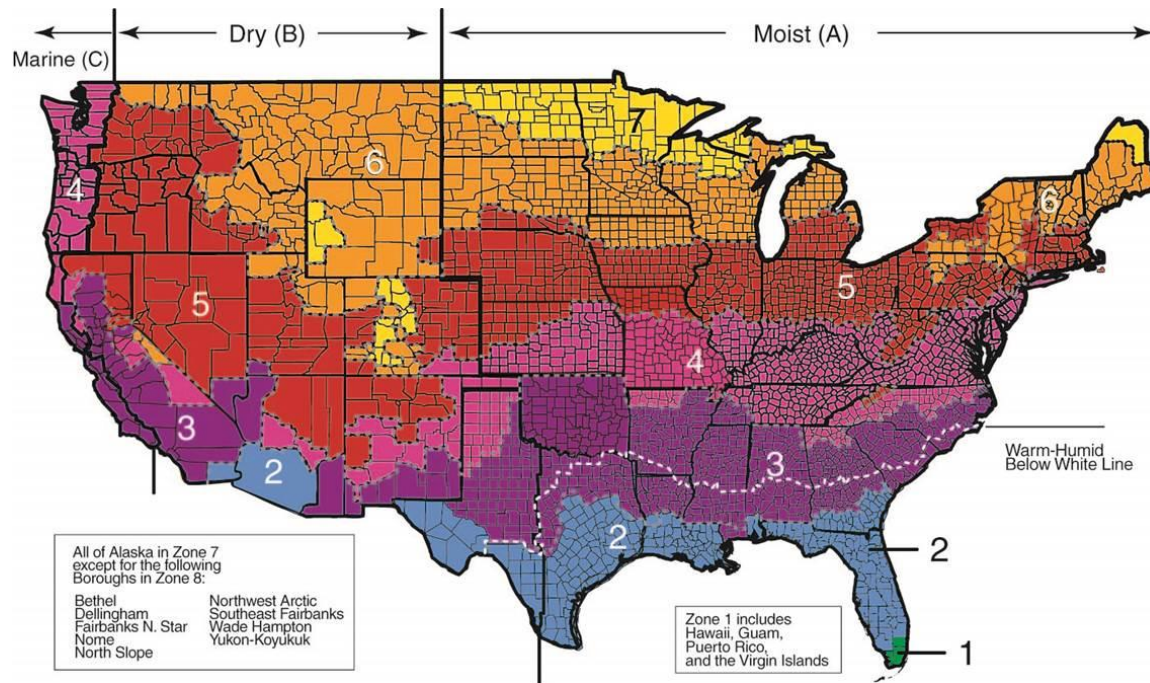 Marine (C)
Dry (B)
Moist (A)
7
6
6
4
5
5
4
3
3
2
2
2
1
Warm-Humid
Below White Line
All of Alaska in Zone 7
except for the following
Boroughs in Zone 8:
Bethel
Dellingham
Fairbanks N. Star
Nome
North Slope
Northwest Arctic
Southeast Fairbanks
Wade Hampton
Yukon-Koyukuk
Zone 1 includes
Hawaii, Guam,
Puerto Rico,
and the Virgin Islands